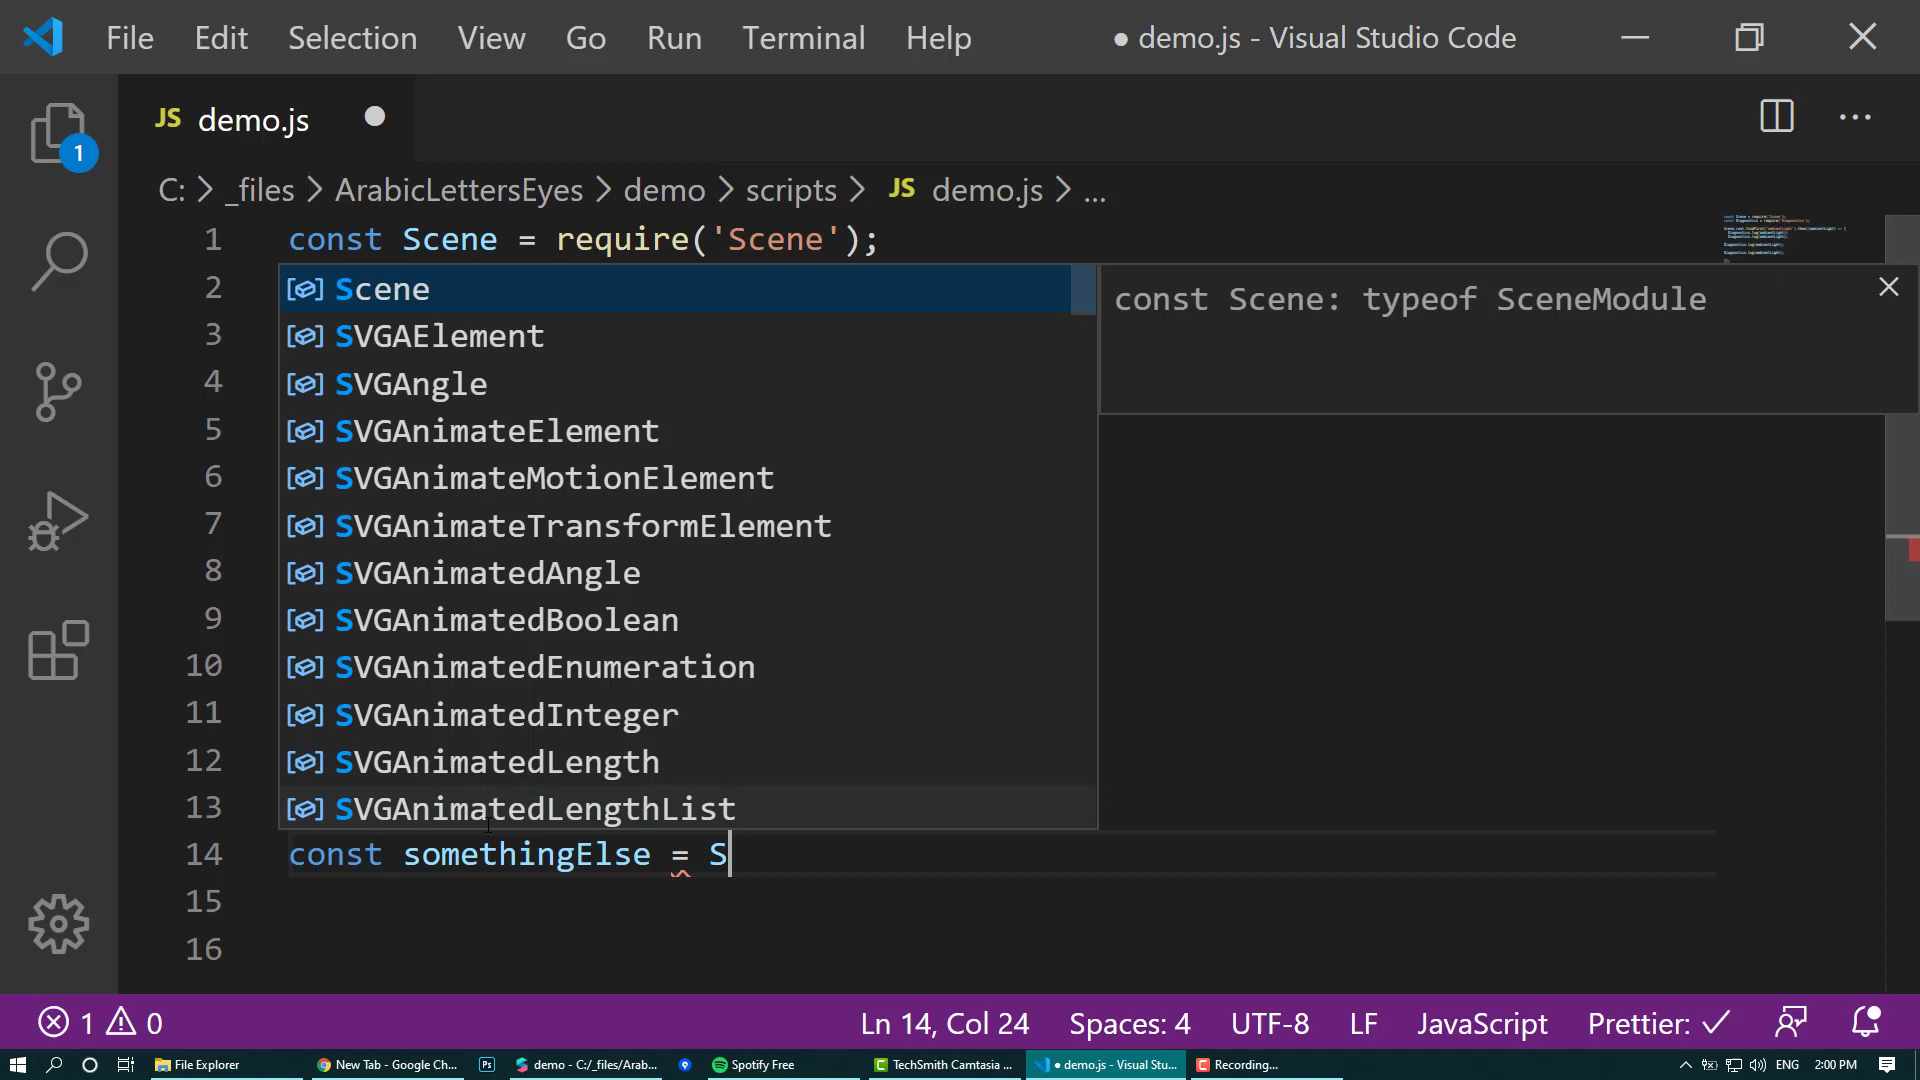 File Edit Selection View Go Run Terminal Help ● demo.js - Visual Studio Code
JS demo.js
C: > _files > ArabicLettersEyes > demo > scripts > JS demo.js > ...
1 const Scene = require('Scene');
2 Scene
const Scene: typeof SceneModule
3 SVGAElement
4 SVGAngle
5 SVGAnimateElement
6 SVGAnimateMotionElement
7 SVGAnimateTransformElement
8 SVGAnimatedAngle
9 SVGAnimatedBoolean
10 SVGAnimatedEnumeration
11 SVGAnimatedInteger
12 SVGAnimatedLength
13 SVGAnimatedLengthList
14 const somethingElse = S
15
16
1
1 0 Ln 14, Col 24 Spaces: 4 UTF-8 LF JavaScript Prettier: ✓
File Explorer New Tab - Google Ch... Ps demo - C:/_files/Arab... Spotify Free TechSmith Camtasia ... ● demo.js - Visual Stu... Recording... ENG 2:00 PM